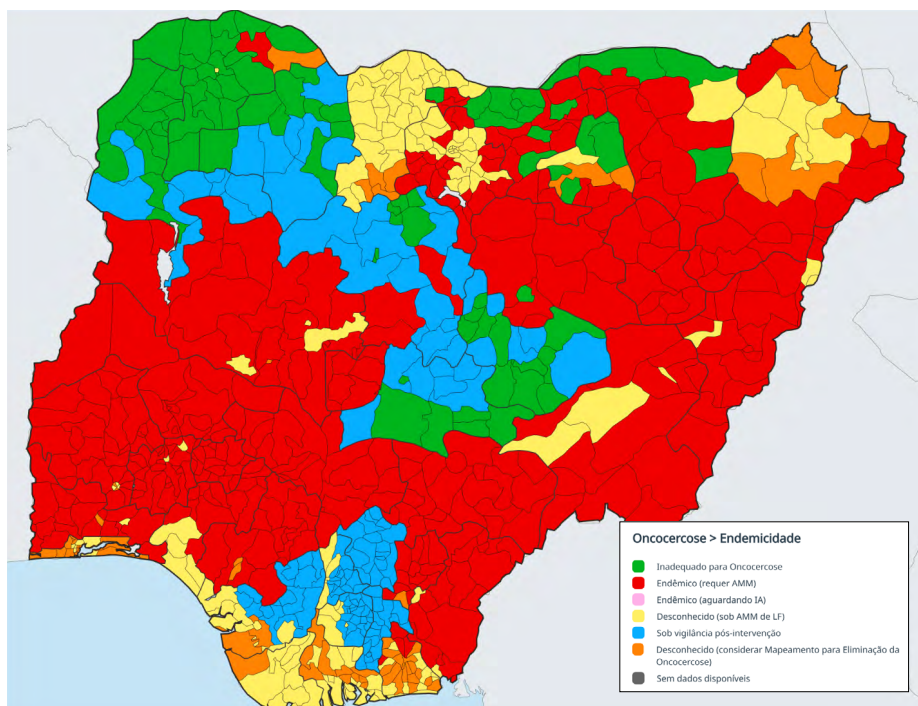 Oncocercose > Endemicidade
Inadequado para Oncocercose
Endêmico (requer AMM)
Endêmico (aguardando IA)
Desconhecido (sob AMM de LF)
Sob vigilância pós-intervenção
Desconhecido (considerar Mapeamento para Eliminação da
Oncocercose)
Sem dados disponíveis